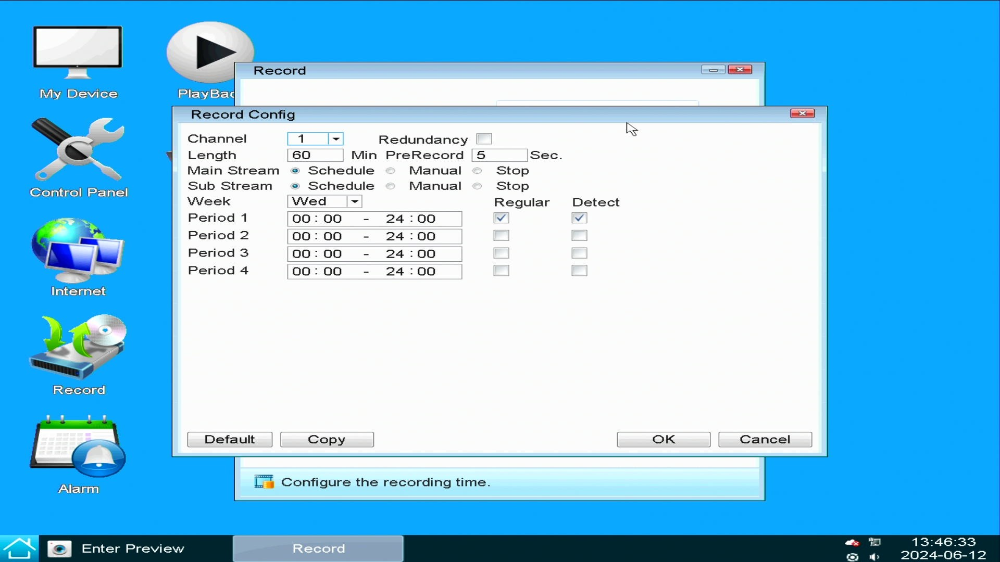 My Device
PlayBac
Record
Record Config
Channel 1 Redundancy
Length 60 Min PreRecord 5 Sec.
Main Stream Schedule Manual Stop
Sub Stream Schedule Manual Stop
Week Wed Regular Detect
Period 1 00 : 00 - 24 : 00
Period 2 00 : 00 - 24 : 00
Period 3 00 : 00 - 24 : 00
Period 4 00 : 00 - 24 : 00
Default Copy OK Cancel
Control Panel
Internet
Record
Alarm
Configure the recording time.
Enter Preview
Record
13:46:33
2024-06-12